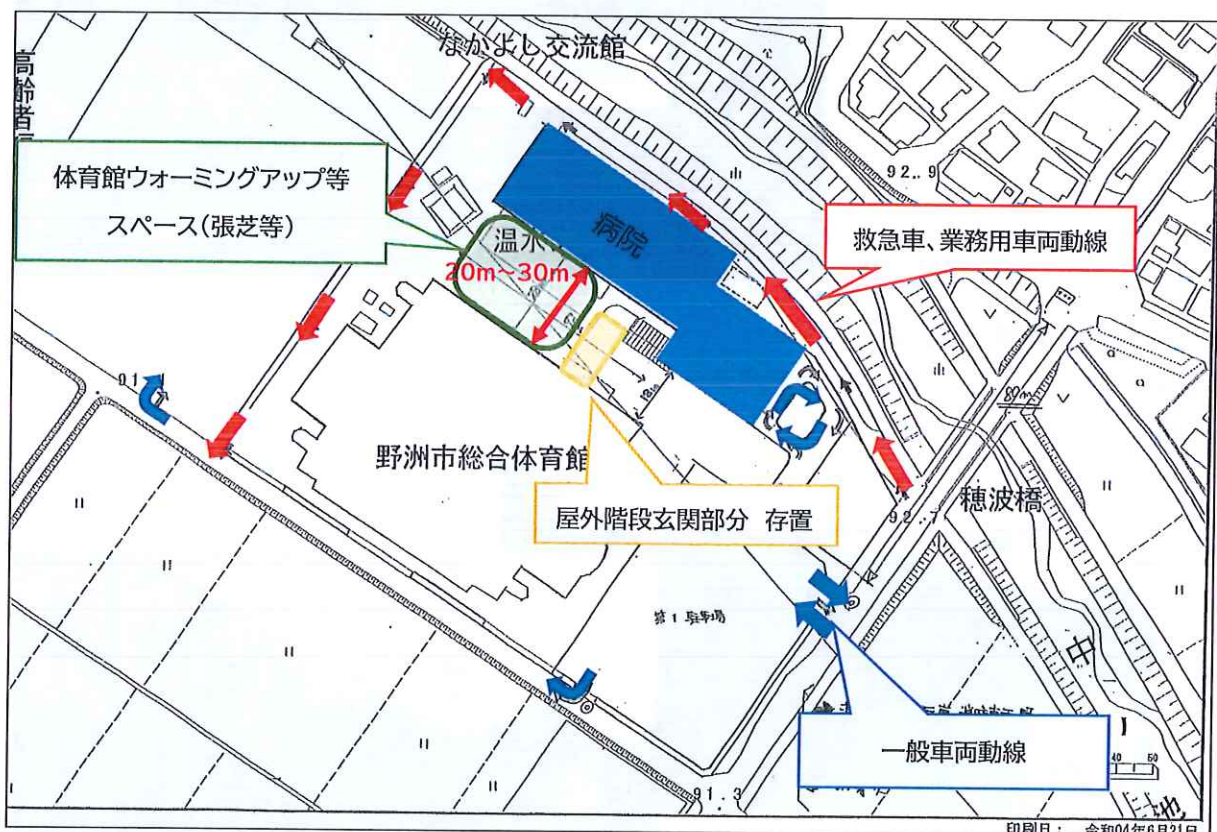 なかよし交流館
高齢者
体育館ウォーミングアップ等
スペース(張芝等)
92..9
病院
温水
20m～30m
救急車、業務用車両動線
91
野洲市総合体育館
屋外階段玄関部分 存置
92.7
穂波橋
第1駐車場
中
一般車両動線
40 50
91.3
池
印刷日： 令和04年6月21日